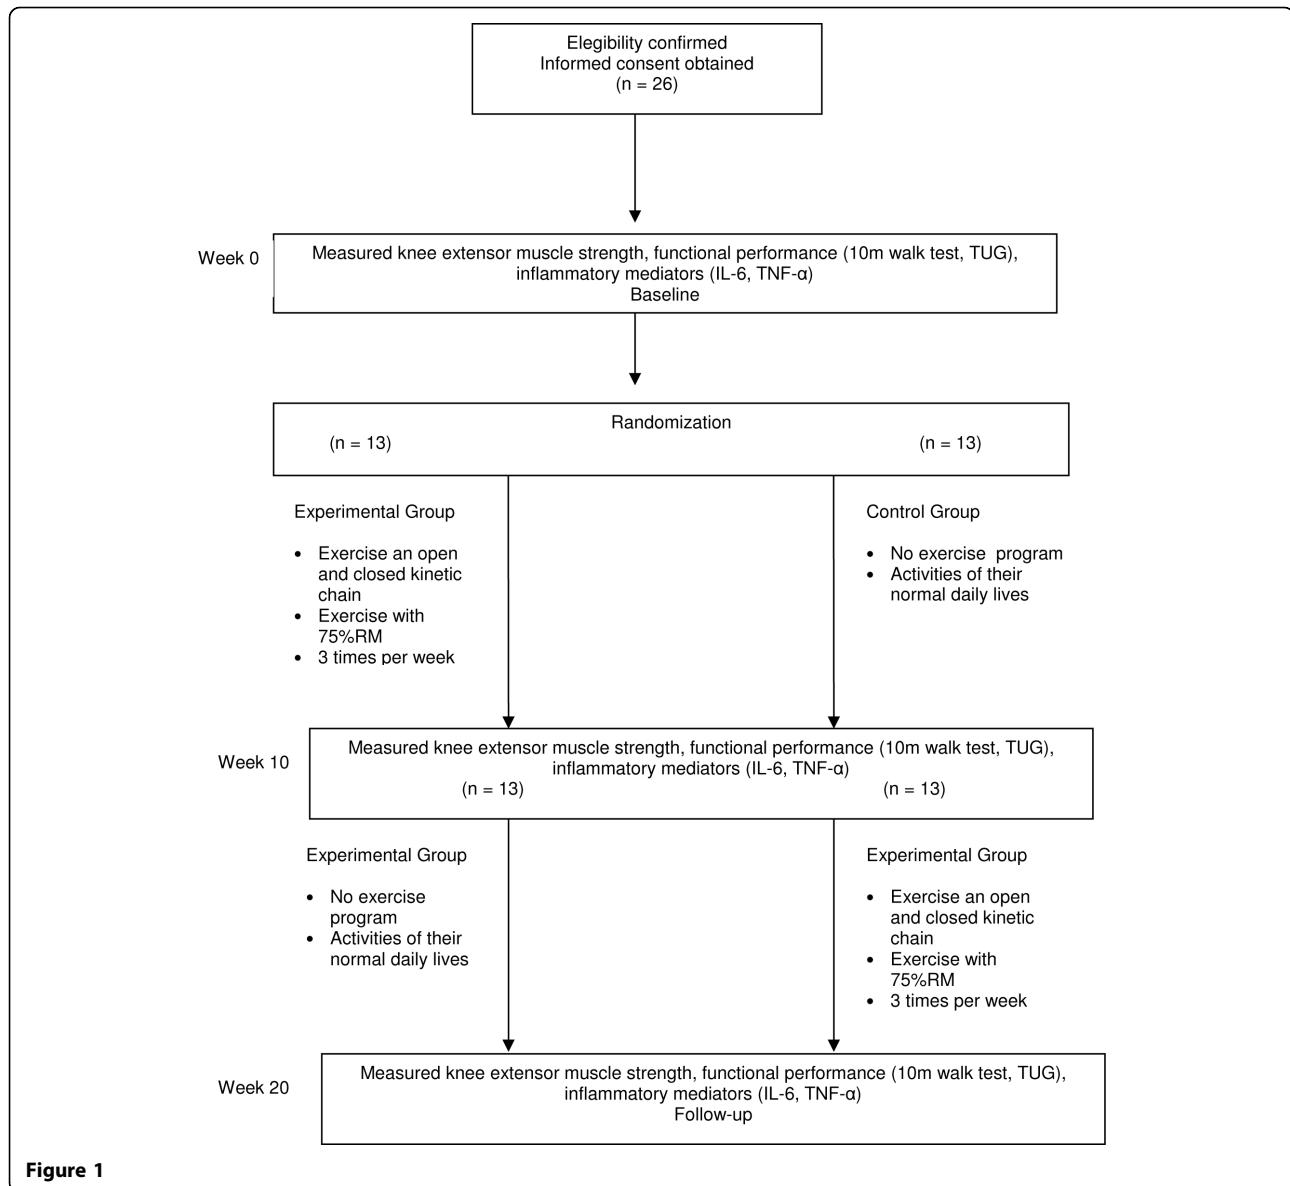 Elegibility confirmed
Informed consent obtained
(n = 26)
Week 0
Measured knee extensor muscle strength, functional performance (10m walk test, TUG),
inflammatory mediators (IL-6, TNF-α)
Baseline
Randomization
(n = 13) (n = 13)
Experimental Group
• Exercise an open
and closed kinetic
chain
• Exercise with
75%RM
• 3 times per week
Control Group
• No exercise program
• Activities of their
normal daily lives
Week 10
Measured knee extensor muscle strength, functional performance (10m walk test, TUG),
inflammatory mediators (IL-6, TNF-α)
(n = 13) (n = 13)
Experimental Group
• No exercise
program
• Activities of their
normal daily lives
Experimental Group
• Exercise an open
and closed kinetic
chain
• Exercise with
75%RM
• 3 times per week
Week 20
Measured knee extensor muscle strength, functional performance (10m walk test, TUG),
inflammatory mediators (IL-6, TNF-α)
Follow-up
Figure 1